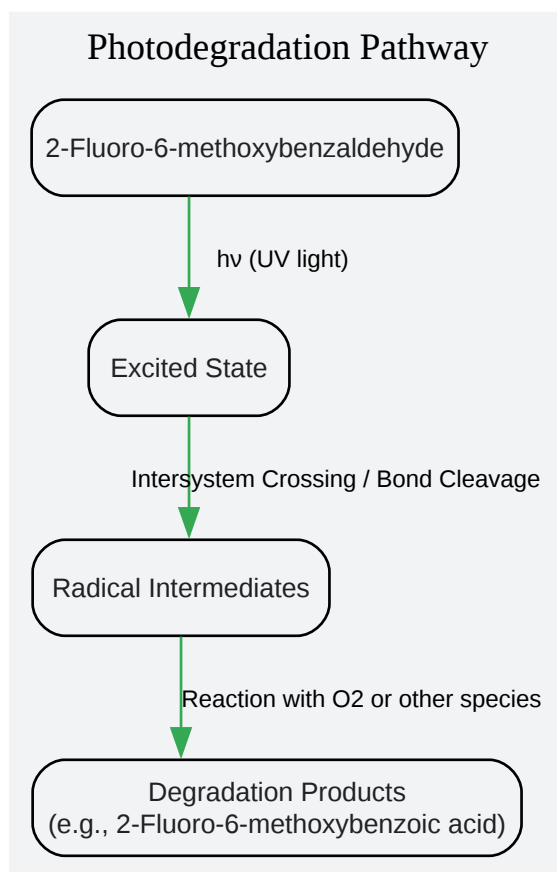 Photodegradation Pathway
2-Fluoro-6-methoxybenzaldehyde
hν (UV light)
Excited State
Intersystem Crossing / Bond Cleavage
Radical Intermediates
Reaction with O2 or other species
Degradation Products
(e.g., 2-Fluoro-6-methoxybenzoic acid)